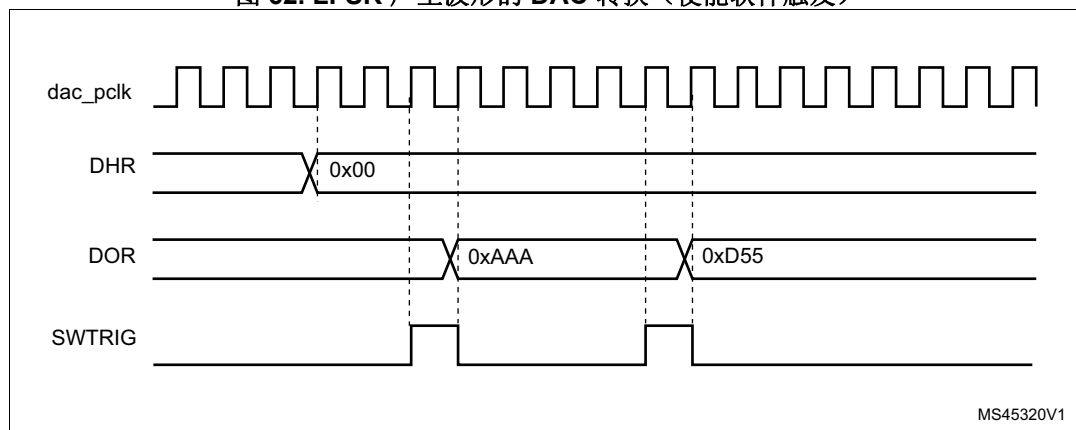 dac_pclk
DHR
0x00
DOR
0xAAA
0xD55
SWTRIG
MS45320V1